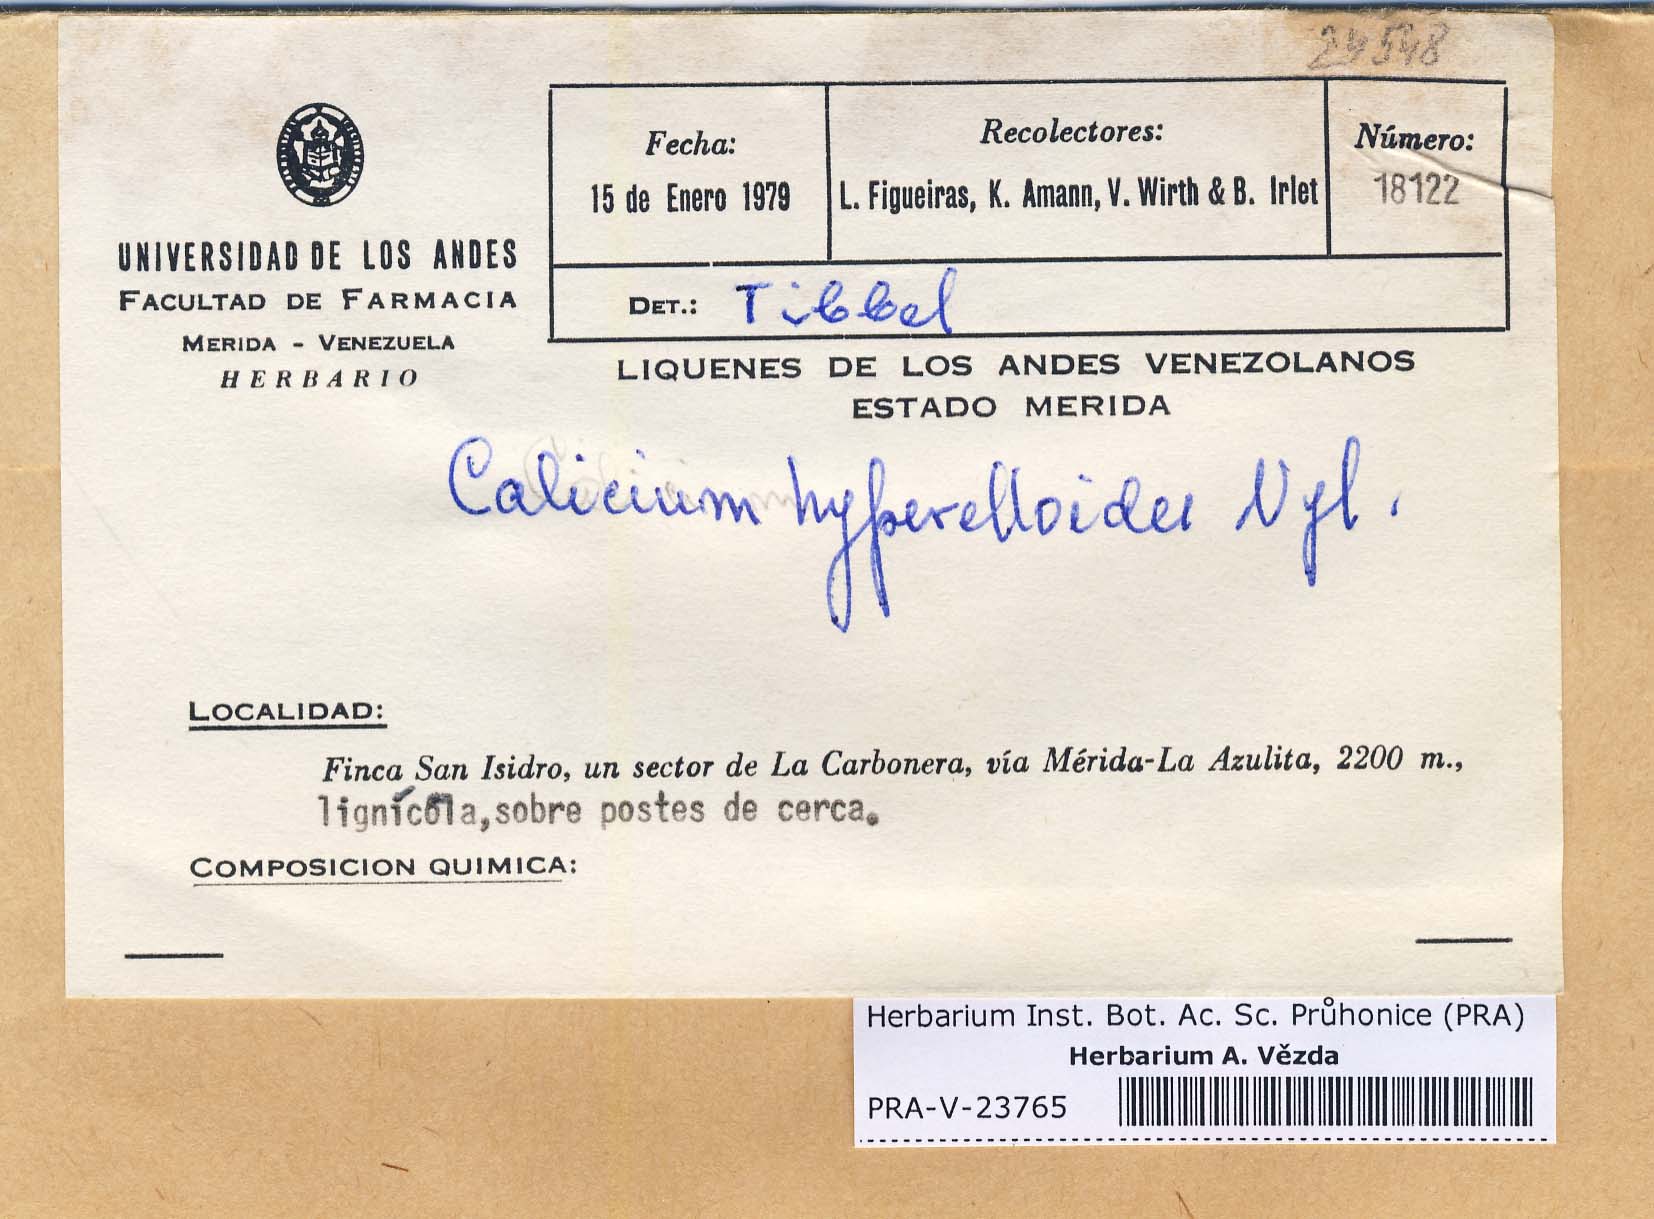 24548
Fecha:
15 de Enero 1979
Recolectores:
L. Figueiras, K. Amann, V. Wirth & B. Irlet
Número:
18122
DET.: Tibbel
UNIVERSIDAD DE LOS ANDES
FACULTAD DE FARMACIA
MERIDA - VENEZUELA
HERBARIO
LIQUENES DE LOS ANDES VENEZOLANOS
ESTADO MERIDA
Calicium hyperelloides Nyl.
LOCALIDAD:
Finca San Isidro, un sector de La Carbonera, vía Mérida-La Azulita, 2200 m.,
lignícola, sobre postes de cerca.
COMPOSICION QUIMICA:
Herbarium Inst. Bot. Ac. Sc. Průhonice (PRA)
Herbarium A. Vězda
PRA-V-23765